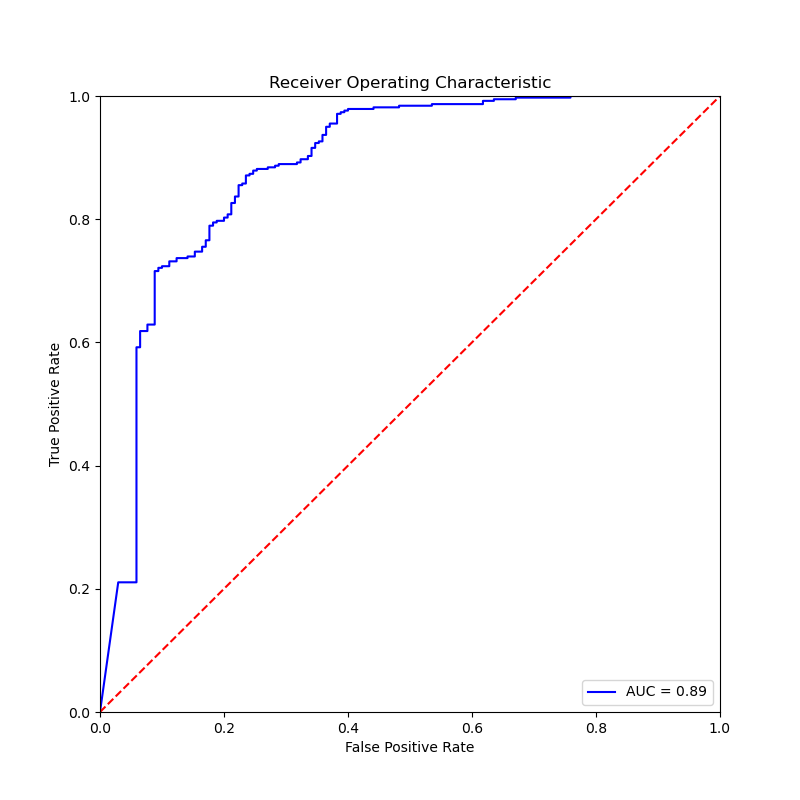 Receiver Operating Characteristic
1.0
0.8
0.6
0.4
0.2
0.0
True Positive Rate
AUC = 0.89
0.0 0.2 0.4 0.6 0.8 1.0
False Positive Rate